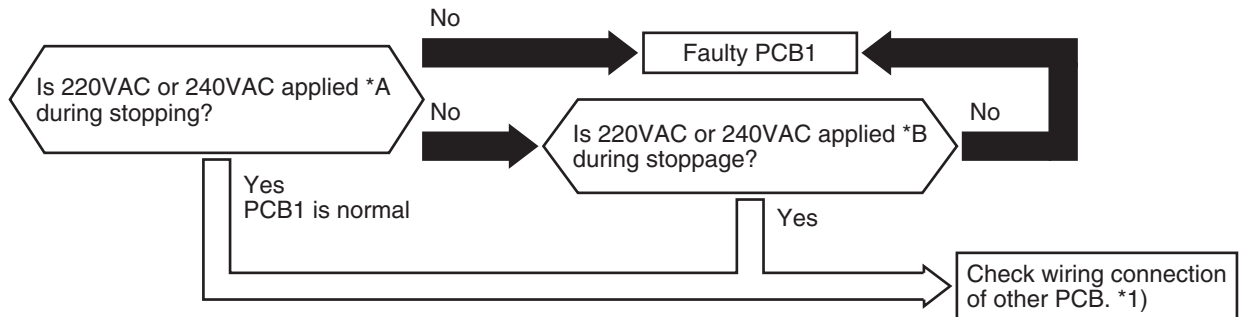 No
Faulty PCB1
Is 220VAC or 240VAC applied *A
during stopping?
No
Is 220VAC or 240VAC applied *B
during stoppage?
No
Yes
PCB1 is normal
Yes
Check wiring connection
of other PCB. *1)